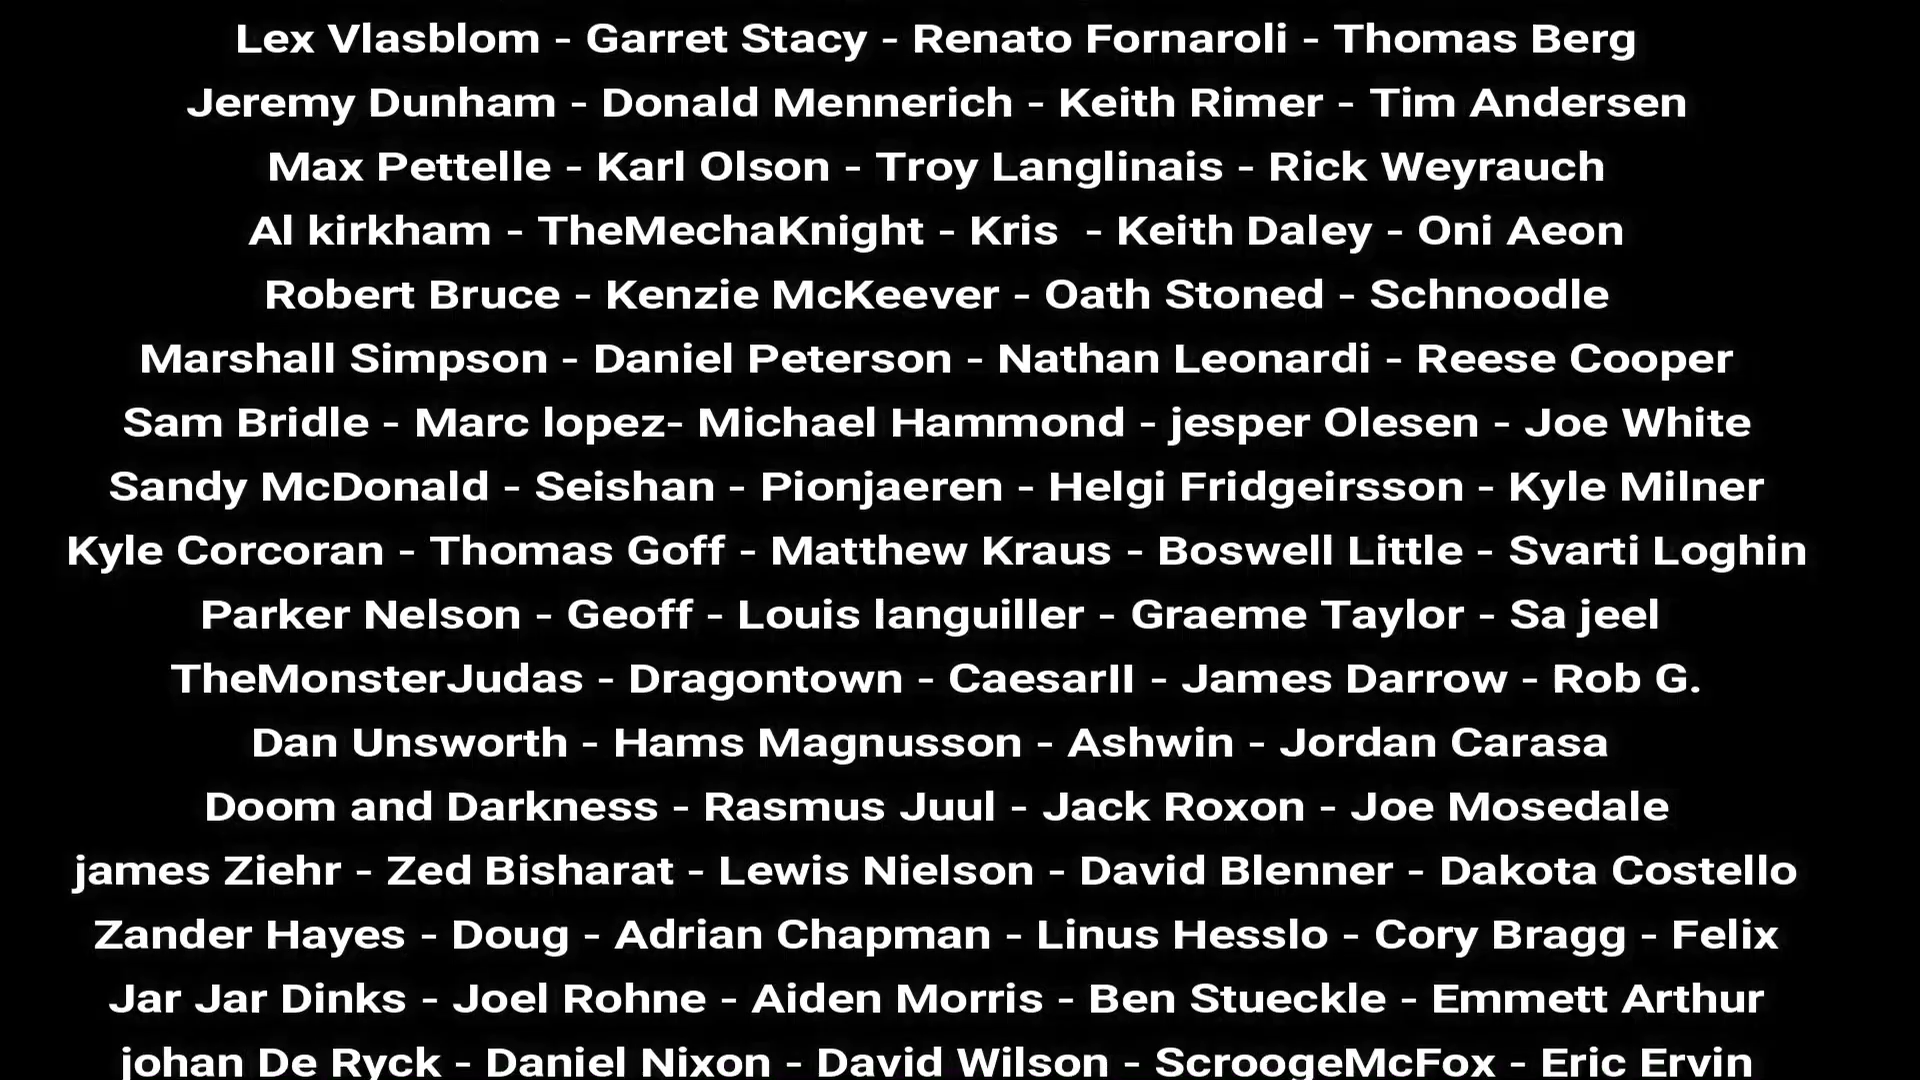 Lex Vlasblom - Garret Stacy - Renato Fornaroli - Thomas Berg
Jeremy Dunham - Donald Mennerich - Keith Rimer - Tim Andersen
Max Pettelle - Karl Olson - Troy Langlinais - Rick Weyrauch
Al kirkham - TheMechaKnight - Kris  - Keith Daley - Oni Aeon
Robert Bruce - Kenzie McKeever - Oath Stoned - Schnoodle
Marshall Simpson - Daniel Peterson - Nathan Leonardi - Reese Cooper
Sam Bridle - Marc lopez- Michael Hammond - jesper Olesen - Joe White
Sandy McDonald - Seishan - Pionjaeren - Helgi Fridgeirsson - Kyle Milner
Kyle Corcoran - Thomas Goff - Matthew Kraus - Boswell Little - Svarti Loghin
Parker Nelson - Geoff - Louis languiller - Graeme Taylor - Sa jeel
TheMonsterJudas - Dragontown - CaesarII - James Darrow - Rob G.
Dan Unsworth - Hams Magnusson - Ashwin - Jordan Carasa
Doom and Darkness - Rasmus Juul - Jack Roxon - Joe Mosedale
james Ziehr - Zed Bisharat - Lewis Nielson - David Blenner - Dakota Costello
Zander Hayes - Doug - Adrian Chapman - Linus Hesslo - Cory Bragg - Felix
Jar Jar Dinks - Joel Rohne - Aiden Morris - Ben Stueckle - Emmett Arthur
johan De Ryck - Daniel Nixon - David Wilson - ScroogeMcFox - Eric Ervin